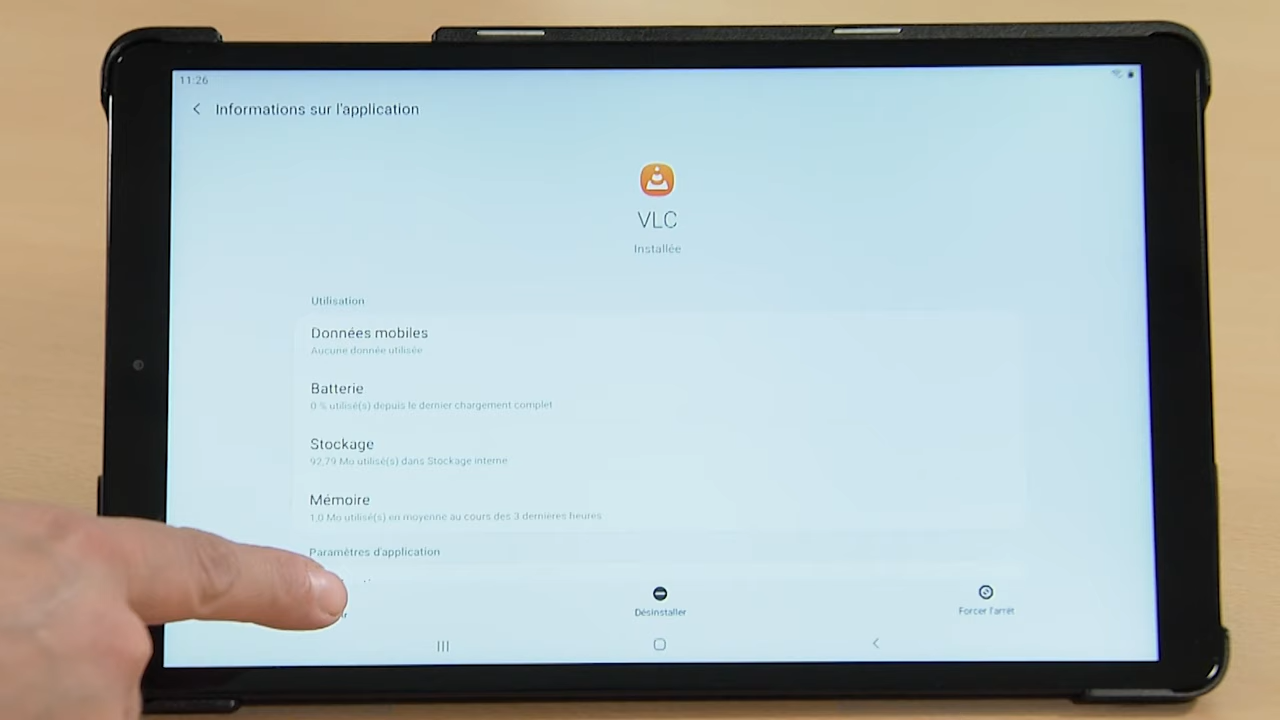 11:26
Informations sur l'application
VLC
Installée
Utilisation
Données mobiles
Aucune donnée utilisée
Batterie
0 % utilisé(s) depuis le dernier chargement complet
Stockage
92,79 Mo utilisé(s) dans Stockage interne
Mémoire
1,0 Mo utilisé(s) en moyenne au cours des 3 dernières heures
Paramètres d'application
Désinstaller
Forcer l'arrêt